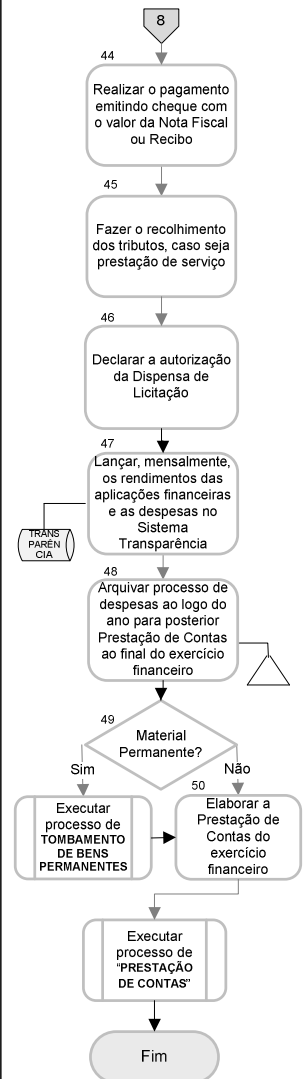 8
44
Realizar o pagamento
emitindo cheque com
o valor da Nota Fiscal
ou Recibo
45
Fazer o recolhimento
dos tributos, caso seja
prestação de serviço
46
Declarar a autorização
da Dispensa de
Licitação
47
Lançar, mensalmente,
os rendimentos das
aplicações financeiras
e as despesas no
Sistema
Transparência
TRANS
PARÊN
CIA
48
Arquivar processo de
despesas ao logo do
ano para posterior
Prestação de Contas
ao final do exercício
financeiro
49
Material
Permanente?
Sim
Não
Executar
processo de
TOMBAMENTO
DE BENS
PERMANENTES
50
Elaborar a
Prestação de
Contas do
exercício
financeiro
Executar
processo de
“PRESTAÇÃO
DE CONTAS”
Fim